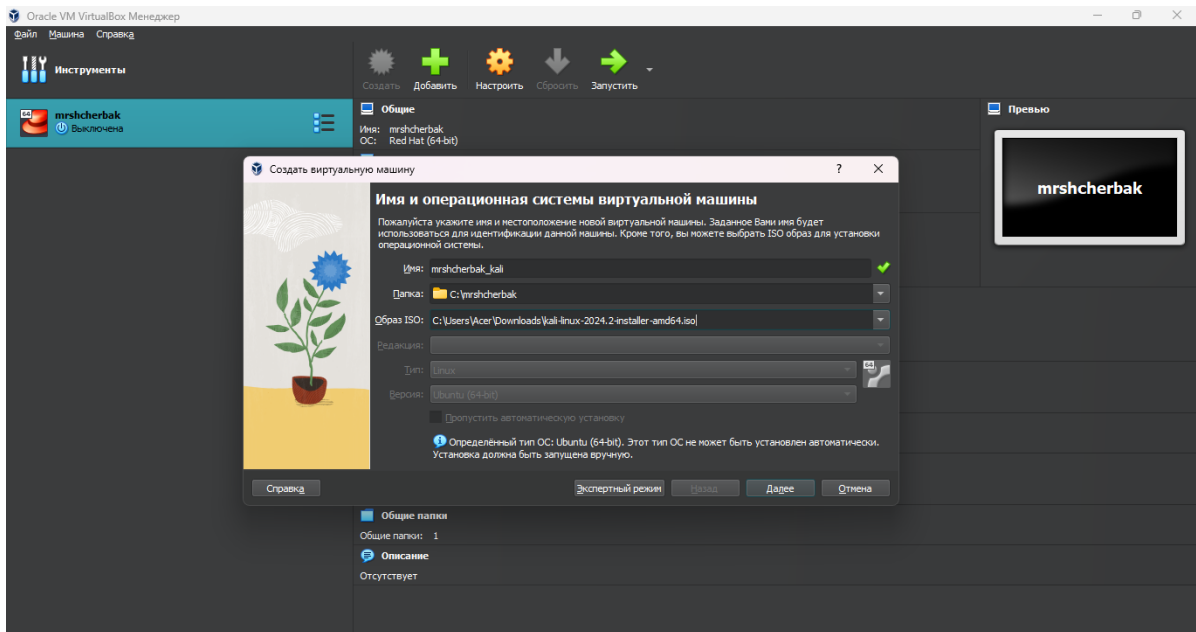 Oracle VM VirtualBox Менеджер
Файл Машина Справка
Инструменты
Создать Добавить Настроить Сбросить Запустить
64
mrshcherbak
Выключена
Общие
Имя: mrshcherbak
ОС: Red Hat (64-bit)
Превью
mrshcherbak
Создать виртуальную машину
?
Имя и операционная системы виртуальной машины
Пожалуйста укажите имя и местоположение новой виртуальной машины. Заданное Вами имя будет
использоваться для идентификации данной машины. Кроме того, вы можете выбрать ISO образ для установки
операционной системы.
Имя: mrshcherbak_kali
Папка: C:\mrshcherbak
Образ ISO: C:\Users\Acer\Downloads\kali-linux-2024.2-installer-amd64.iso
Редакция:
Тип: Linux
64
Версия: Ubuntu (64-bit)
Пропустить автоматическую установку
Определённый тип ОС: Ubuntu (64-bit). Этот тип ОС не может быть установлен автоматически.
Установка должна быть запущена вручную.
Справка Экспертный режим Назад Далее Отмена
Общие папки
Общие папки: 1
Описание
Отсутствует